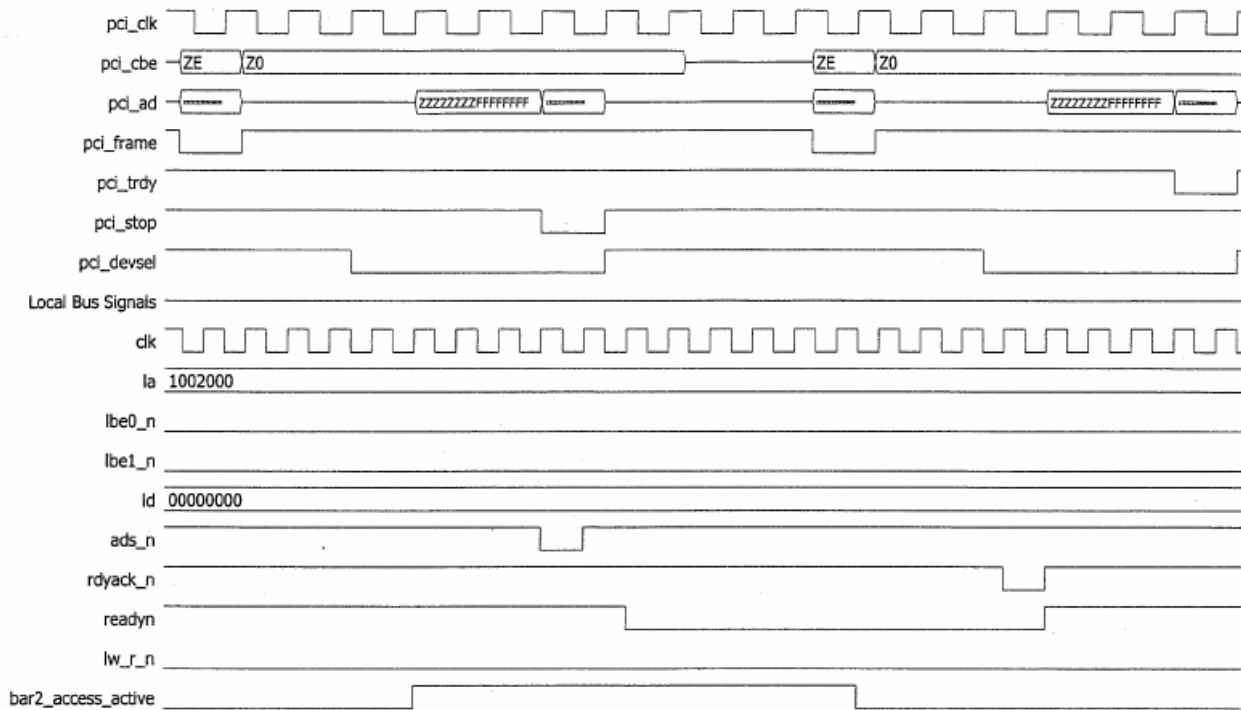 pci_clk
pci_cbe ZE Z0 ZE Z0
pci_ad ZZZZZZZZFFFFFFFF ZZZZZZZZFFFFFFFF
pci_frame
pci_trdy
pci_stop
pci_devsel
Local Bus Signals
clk
la 1002000
lbe0_n
lbe1_n
ld 00000000
ads_n
rdyack_n
readyn
lw_r_n
bar2_access_active